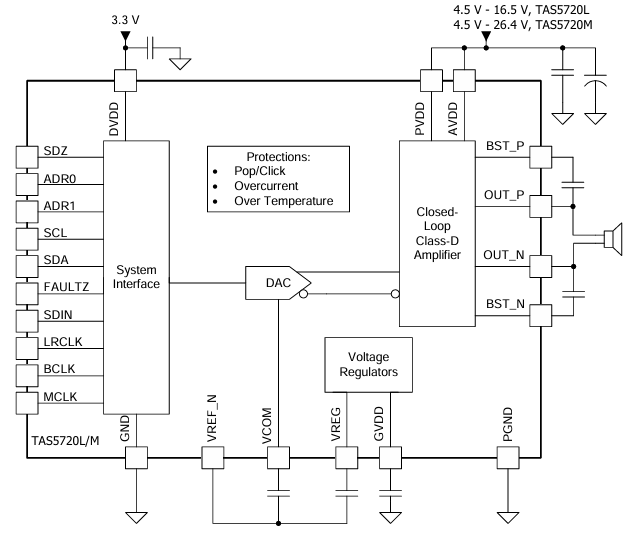 3.3 V
4.5 V - 16.5 V, TAS5720L
4.5 V - 26.4 V, TAS5720M
DVDD
PVDD
AVDD
SDZ
ADR0
ADR1
SCL
SDA
FAULTZ
SDIN
LRCLK
BCLK
MCLK
System
Interface
Protections:
• Pop/Click
• Overcurrent
• Over Temperature
DAC
Closed-
Loop
Class-D
Amplifier
BST_P
OUT_P
OUT_N
BST_N
Voltage
Regulators
TAS5720L/M
GND
VREF_N
VCOM
VREG
GVDD
PGND